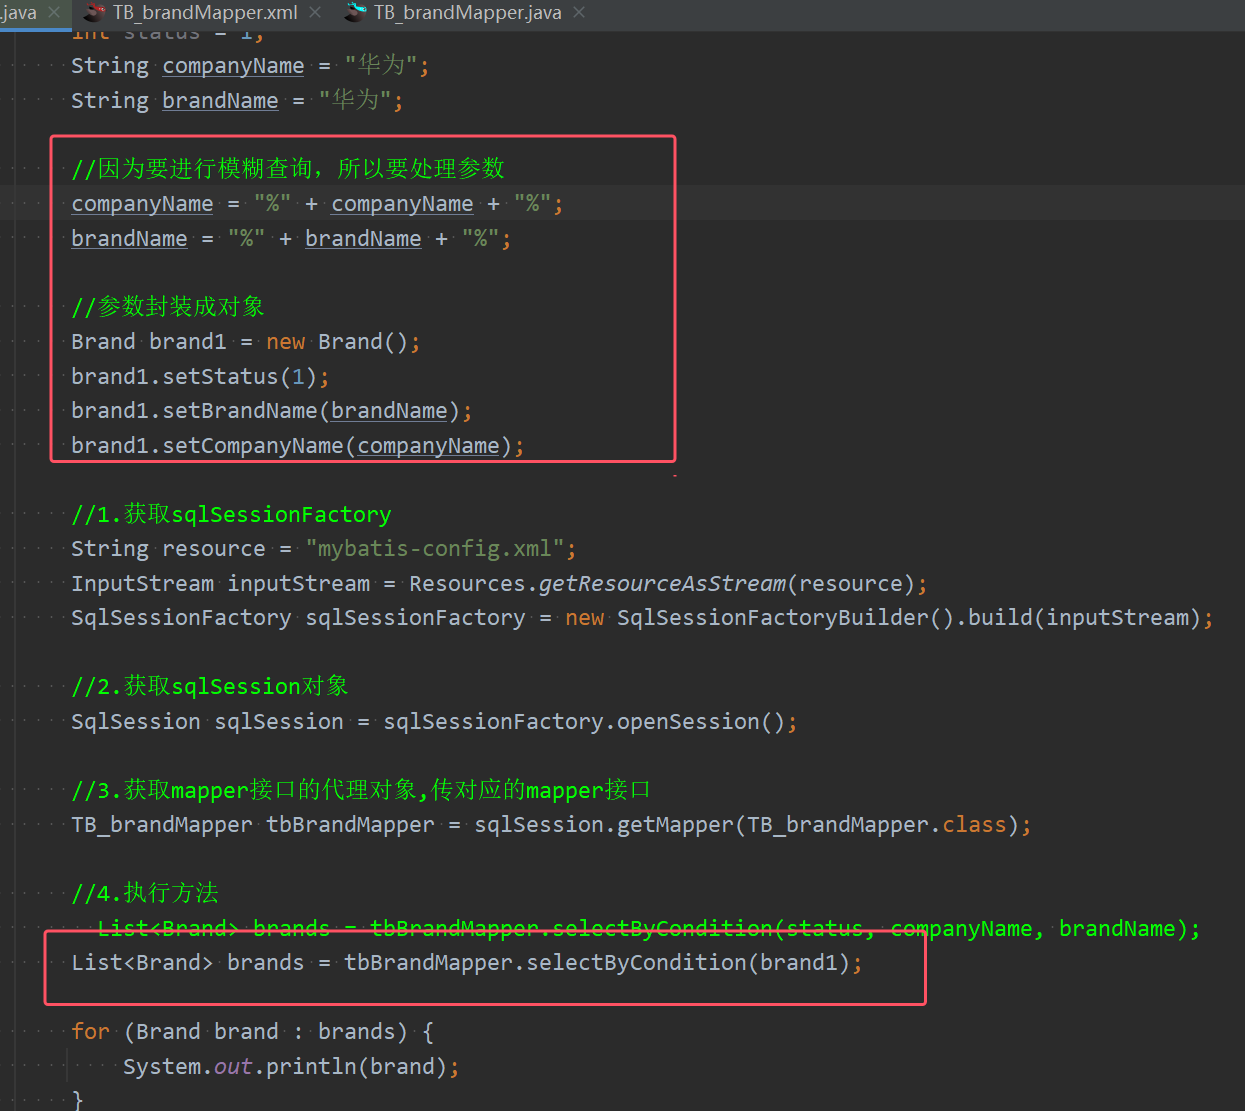 .java TB_brandMapper.xml TB_brandMapper.java
int status = 1;
String companyName = "华为";
String brandName = "华为";
//因为要进行模糊查询，所以要处理参数
companyName = "%" + companyName + "%";
brandName = "%" + brandName + "%";
//参数封装成对象
Brand brand1 = new Brand();
brand1.setStatus(1);
brand1.setBrandName(brandName);
brand1.setCompanyName(companyName);
//1.获取sqlSessionFactory
String resource = "mybatis-config.xml";
InputStream inputStream = Resources.getResourceAsStream(resource);
SqlSessionFactory sqlSessionFactory = new SqlSessionFactoryBuilder().build(inputStream);
//2.获取sqlSession对象
SqlSession sqlSession = sqlSessionFactory.openSession();
//3.获取mapper接口的代理对象,传对应的mapper接口
TB_brandMapper tbBrandMapper = sqlSession.getMapper(TB_brandMapper.class);
//4.执行方法
List<Brand> brands = tbBrandMapper.selectByCondition(status, companyName, brandName);
List<Brand> brands = tbBrandMapper.selectByCondition(brand1);
for (Brand brand : brands) {
System.out.println(brand);
}